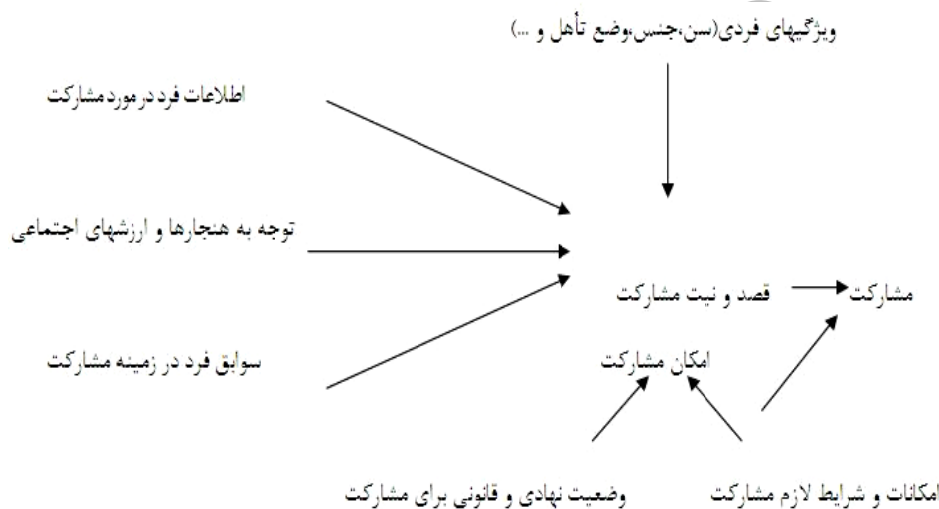 ویژگیهای فردی(سن،جنس،وضع تأهل و ...)
اطلاعات فرد در مورد مشارکت
توجه به هنجارها و ارزشهای اجتماعی
قصد و نیت مشارکت
مشارکت
سوابق فرد در زمینه مشارکت
امکان مشارکت
امکانات و شرایط لازم مشارکت
وضعیت نهادی و قانونی برای مشارکت